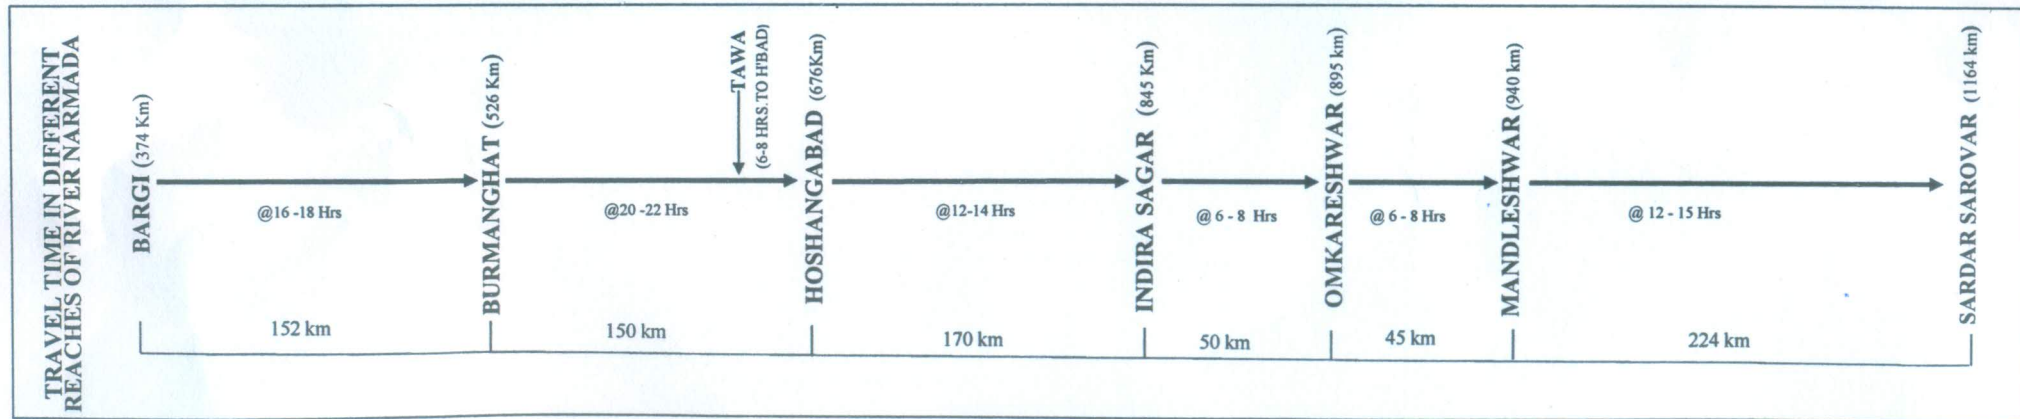 TRAVEL TIME IN DIFFERENT
REACHES OF RIVER NARMADA
BARGI (374 Km)
BURMANGHAT (526 Km)
TAWA
(6-8 HRS.TO H'BAD)
HOSHANGABAD (676Km)
INDIRA SAGAR (845 Km)
OMKARESHWAR (895 km)
MANDLESHWAR (940 km)
SARDAR SAROVAR (1164 km)
@16 -18 Hrs
@20 -22 Hrs
@12-14 Hrs
@ 6 - 8 Hrs
@ 6 - 8 Hrs
@ 12 - 15 Hrs
152 km
150 km
170 km
50 km
45 km
224 km